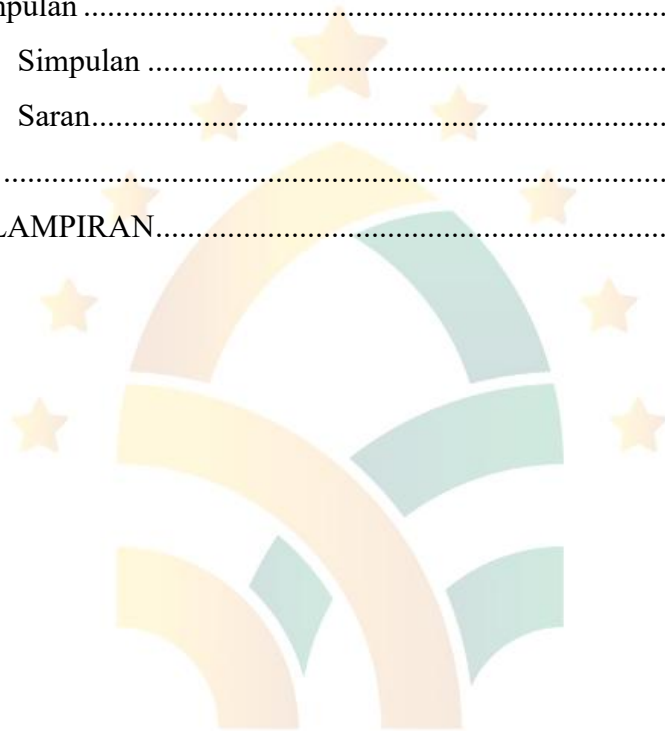 mpulan ........................................................................
Simpulan ................................................................
Saran......................................................................
.................................................................................
LAMPIRAN...............................................................